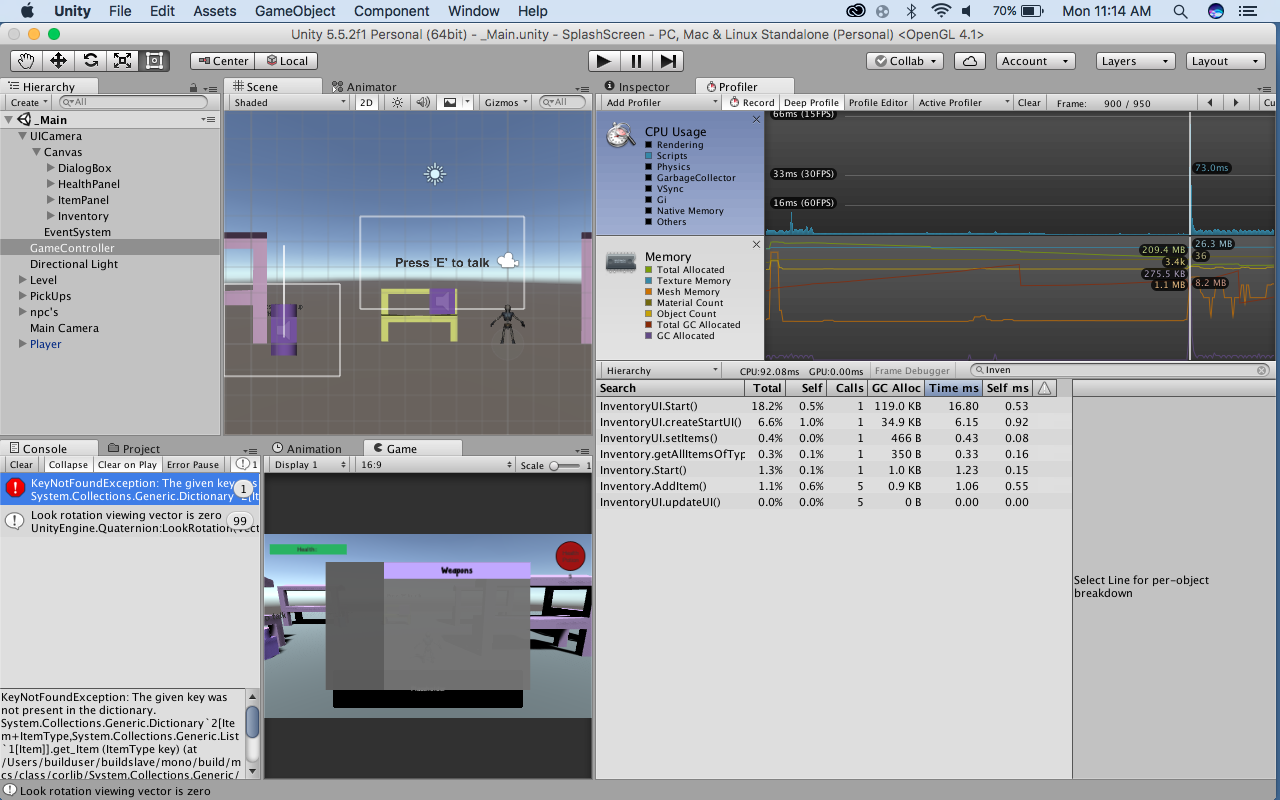 Unity File Edit Assets GameObject Component Window Help 70% Mon 11:14 AM
Unity 5.5.2f1 Personal (64bit) - _Main.unity - SplashScreen - PC, Mac & Linux Standalone (Personal) <OpenGL 4.1>
Center Local Collab Account Layers Layout
Hierarchy
Create All
_Main
UICamera
Canvas
DialogBox
HealthPanel
ItemPanel
Inventory
EventSystem
GameController
Directional Light
Level
PickUps
npc's
Main Camera
Player
Scene Animator
Shaded 2D Gizmos All
Press 'E' to talk
Inspector Profiler
Add Profiler Record Deep Profile Profile Editor Active Profiler Clear Frame: 900 / 950 Cu
CPU Usage
Rendering
Scripts
Physics
GarbageCollector
VSync
Gi
Native Memory
Others
66ms (15FPS)
33ms (30FPS)
16ms (60FPS)
73.0ms
Memory
Total Allocated
Texture Memory
Mesh Memory
Material Count
Object Count
Total GC Allocated
GC Allocated
209.4 MB
3.4k
275.5 KB
1.1 MB
26.3 MB
36
8.2 MB
Hierarchy CPU:92.08ms GPU:0.00ms Frame Debugger Inven
Search Total Self Calls GC Alloc Time ms Self ms
InventoryUI.Start() 18.2% 0.5% 1 119.0 KB 16.80 0.53
InventoryUI.createStartUI() 6.6% 1.0% 1 34.9 KB 6.15 0.92
InventoryUI.setItems() 0.4% 0.0% 1 466 B 0.43 0.08
Inventory.getAllItemsOfTyp 0.3% 0.1% 1 350 B 0.33 0.16
Inventory.Start() 1.3% 0.1% 1 1.0 KB 1.23 0.15
Inventory.AddItem() 1.1% 0.6% 5 0.9 KB 1.06 0.55
InventoryUI.updateUI() 0.0% 0.0% 5 0 B 0.00 0.00
Select Line for per-object
breakdown
Console Project
Clear Collapse Clear on Play Error Pause 1
KeyNotFoundException: The given key
System.Collections.Generic.Dictionary
1
Look rotation viewing vector is zero
UnityEngine.Quaternion:LookRotation(
99
KeyNotFoundException: The given key was
not present in the dictionary.
System.Collections.Generic.Dictionary`2[Ite
m+ItemType,System.Collections.Generic.List
`1[Item]].get_Item (ItemType key) (at
/Users/builduser/buildslave/mono/build/m
cs/class/corlib/System.Collections.Generic/
Animation Game
Display 1 16:9 Scale 1
Health:
Weapons
Look rotation viewing vector is zero